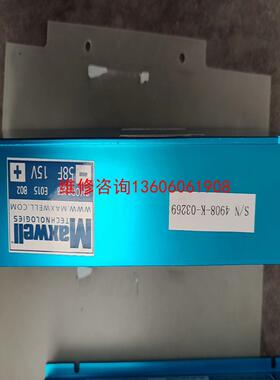 Maxwell
TECHNOLOGIES
WWW.MAXWELL.COM
58F 15V
E015 B02
S/N 4908-K-03269
维修咨询13606061908